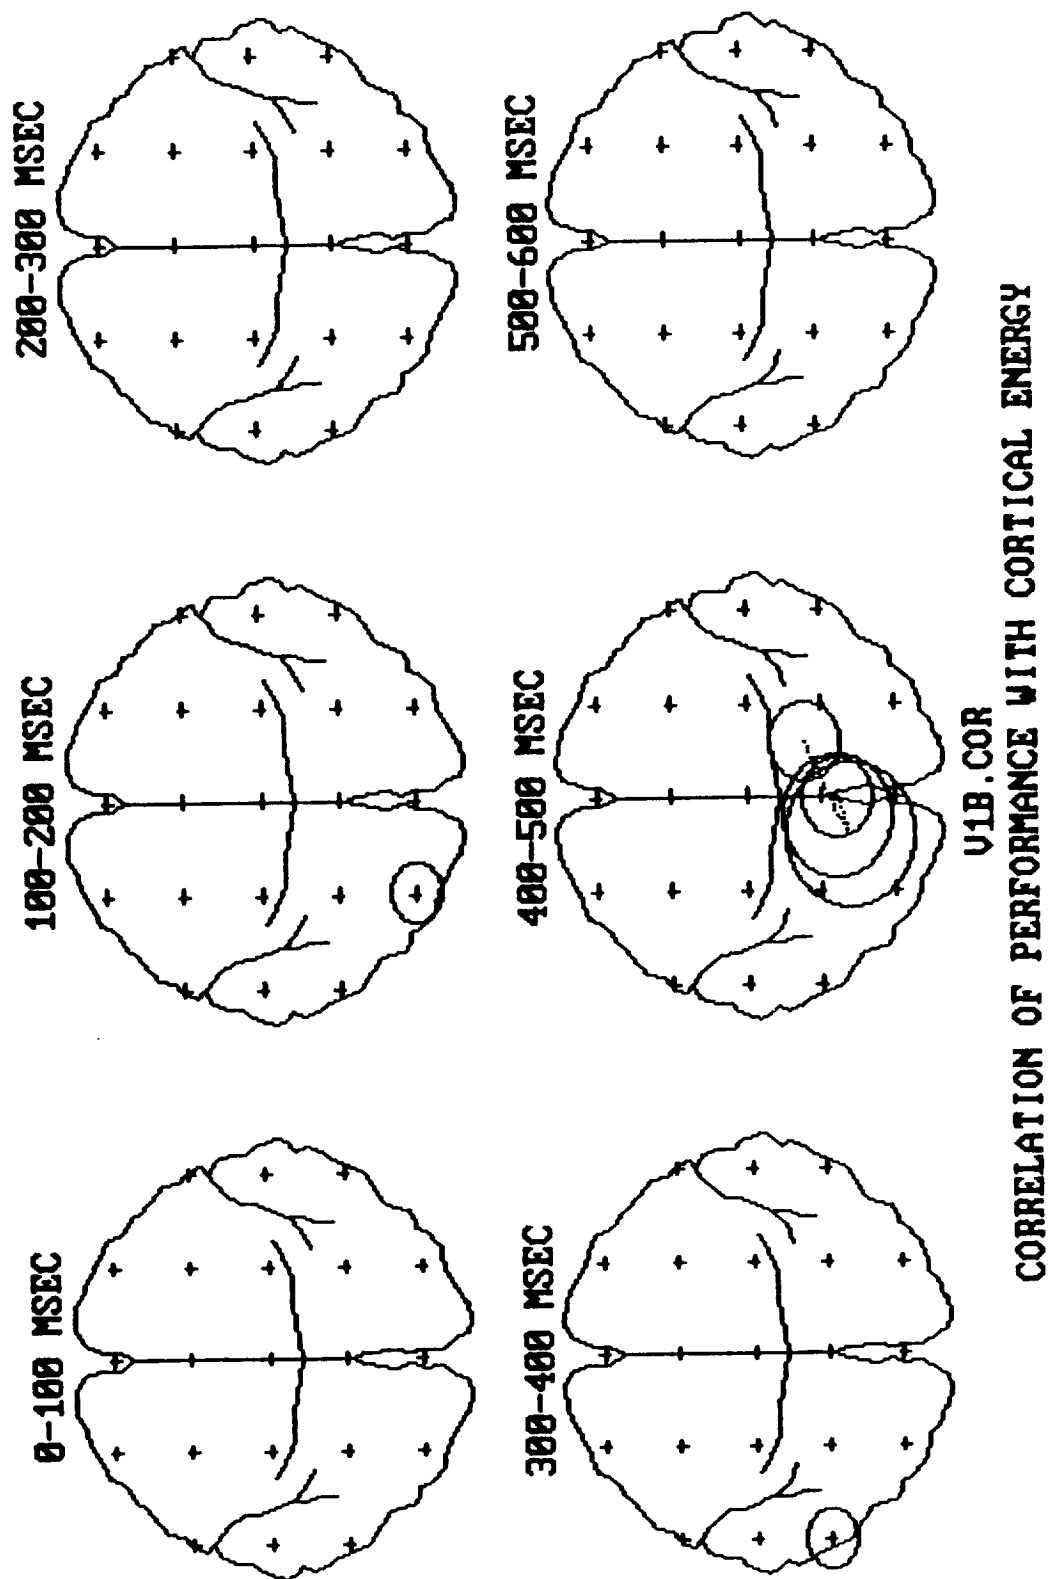 0-100 MSEC
100-200 MSEC
200-300 MSEC
300-400 MSEC
400-500 MSEC
500-600 MSEC
V1B.COR
CORRELATION OF PERFORMANCE WITH CORTICAL ENERGY